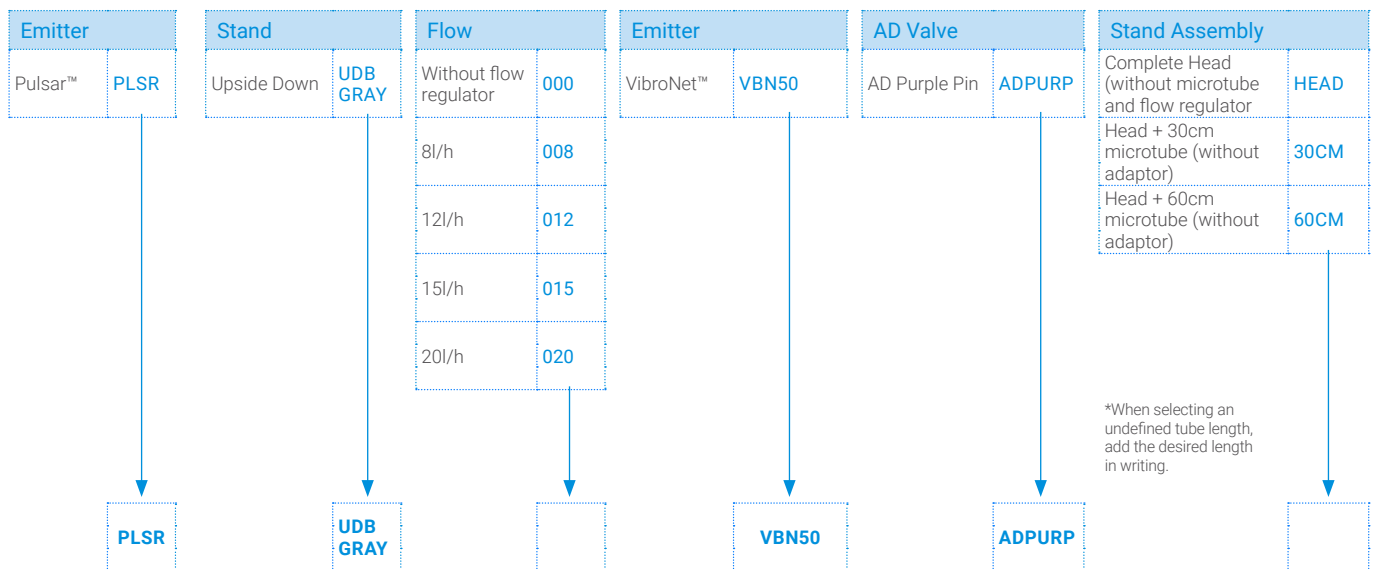 Emitter
Stand
Flow
Emitter
AD Valve
Stand Assembly
Pulsar™
PLSR
Upside Down
UDB
GRAY
Without flow
regulator
000
VibroNet™
VBN50
AD Purple Pin
ADPURP
Complete Head
(without microtube
and flow regulator
HEAD
8l/h
008
Head + 30cm
microtube (without
adaptor)
30CM
12l/h
012
Head + 60cm
microtube (without
adaptor)
60CM
15l/h
015
20l/h
020
*When selecting an
undefined tube length,
add the desired length
in writing.
PLSR
UDB
GRAY
VBN50
ADPURP